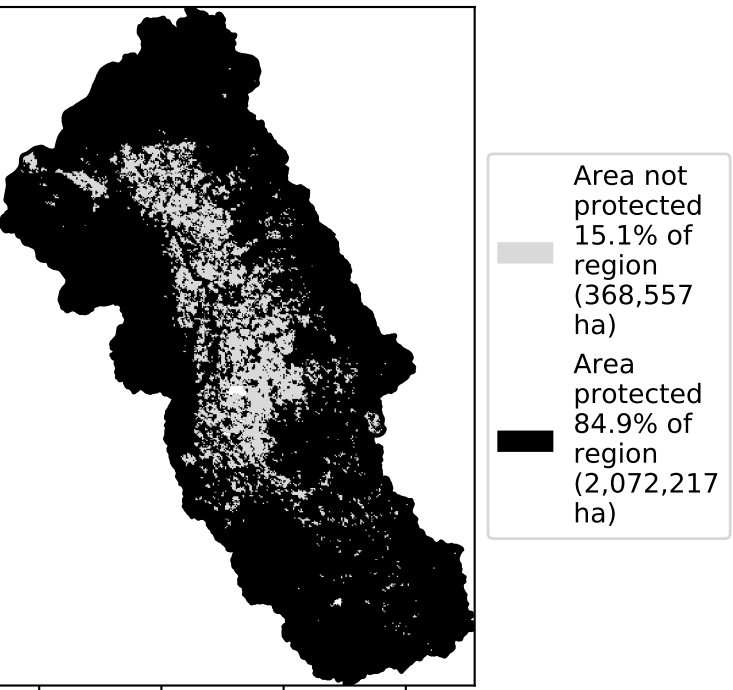 Area not
protected
15.1% of
region
(368,557
ha)
Area
protected
84.9% of
region
(2,072,217
ha)